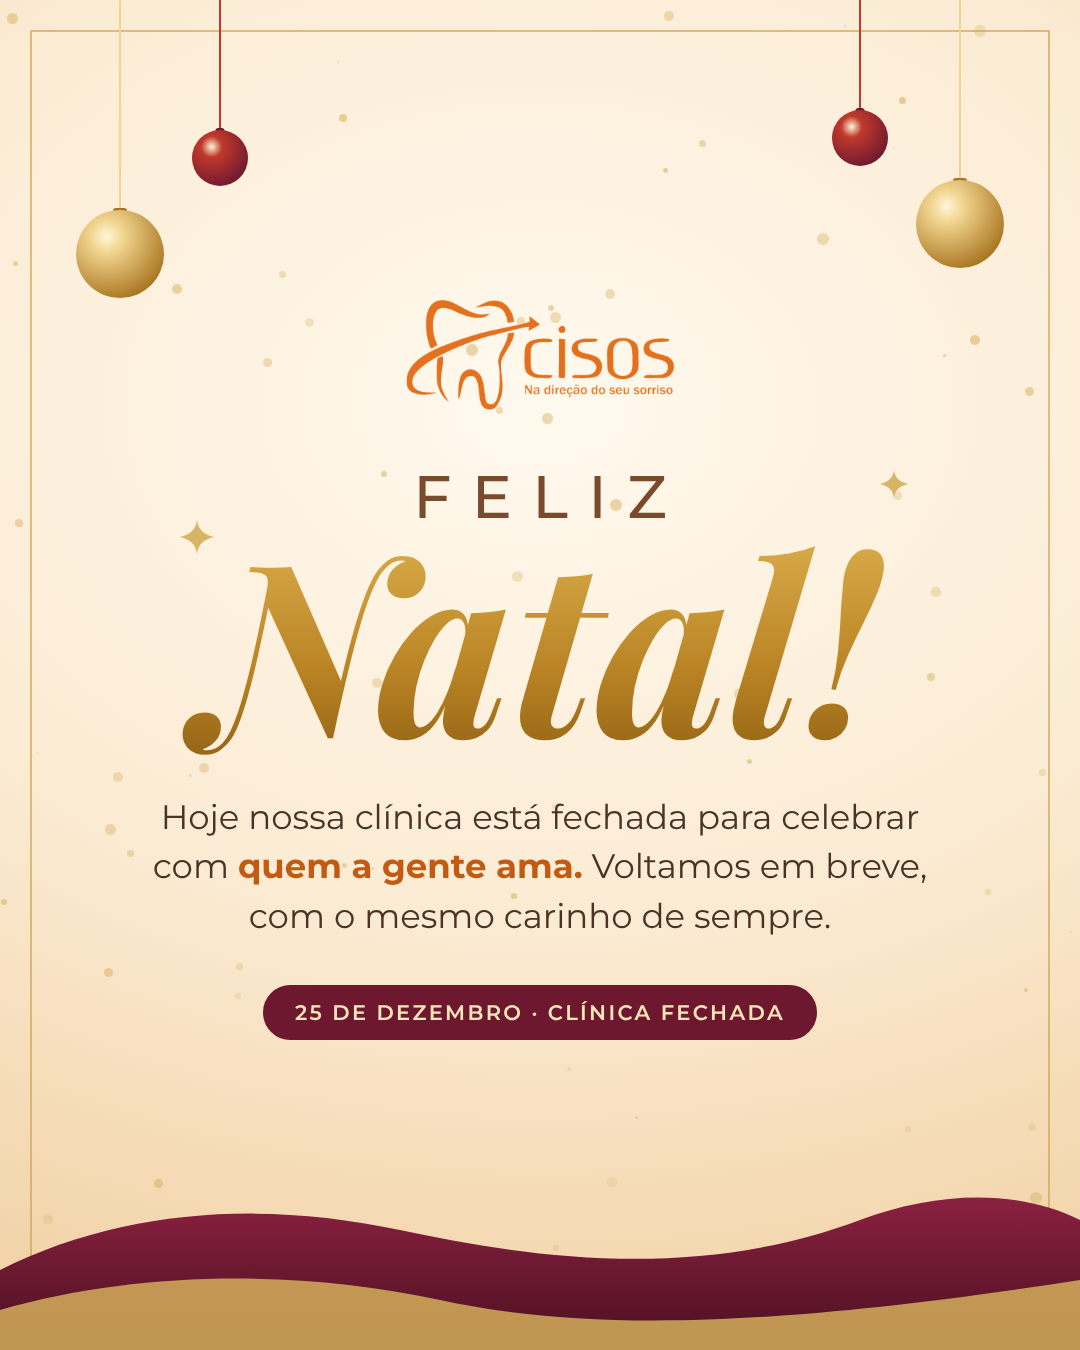 cisos
Na direção do seu sorriso
FELIZ
Natal!
Hoje nossa clínica está fechada para celebrar
com quem a gente ama. Voltamos em breve,
com o mesmo carinho de sempre.
25 DE DEZEMBRO · CLÍNICA FECHADA